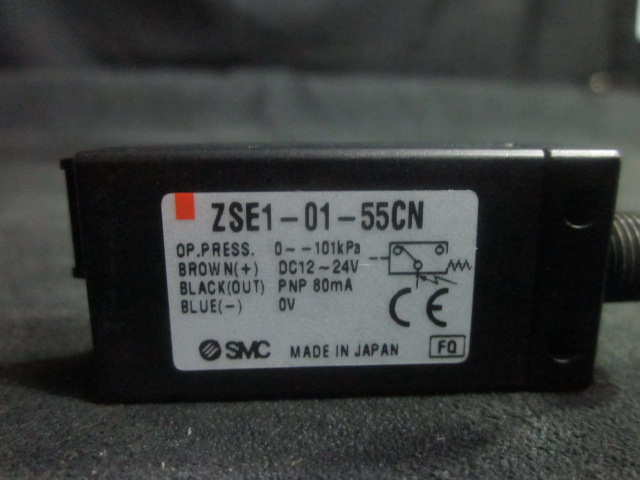 ZSE1-01-55CN
OP.PRESS. 0~-101kPa
BROWN(+) DC12~24V
BLACK(OUT) PNP 80mA
BLUE(-) 0V
CE
SMC MADE IN JAPAN FQ